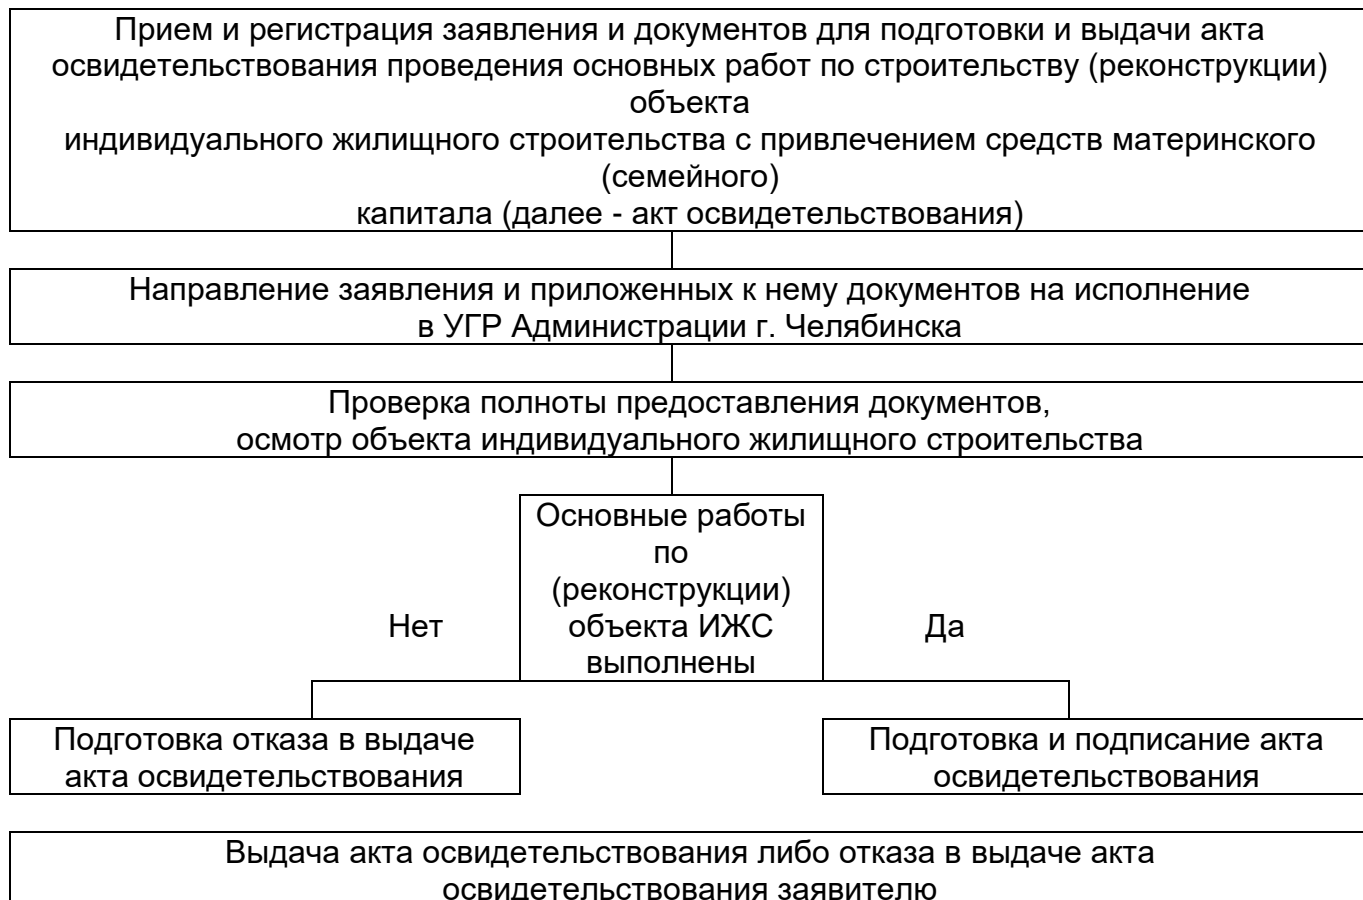 Прием и регистрация заявления и документов для подготовки и выдачи акта
освидетельствования проведения основных работ по строительству (реконструкции)
объекта
индивидуального жилищного строительства с привлечением средств материнского
(семейного)
капитала (далее - акт освидетельствования)
Направление заявления и приложенных к нему документов на исполнение
в УГР Администрации г. Челябинска
Проверка полноты предоставления документов,
осмотр объекта индивидуального жилищного строительства
Основные работы
по
(реконструкции)
объекта ИЖС
выполнены
Нет
Да
Подготовка отказа в выдаче
акта освидетельствования
Подготовка и подписание акта
освидетельствования
Выдача акта освидетельствования либо отказа в выдаче акта
освидетельствования заявителю